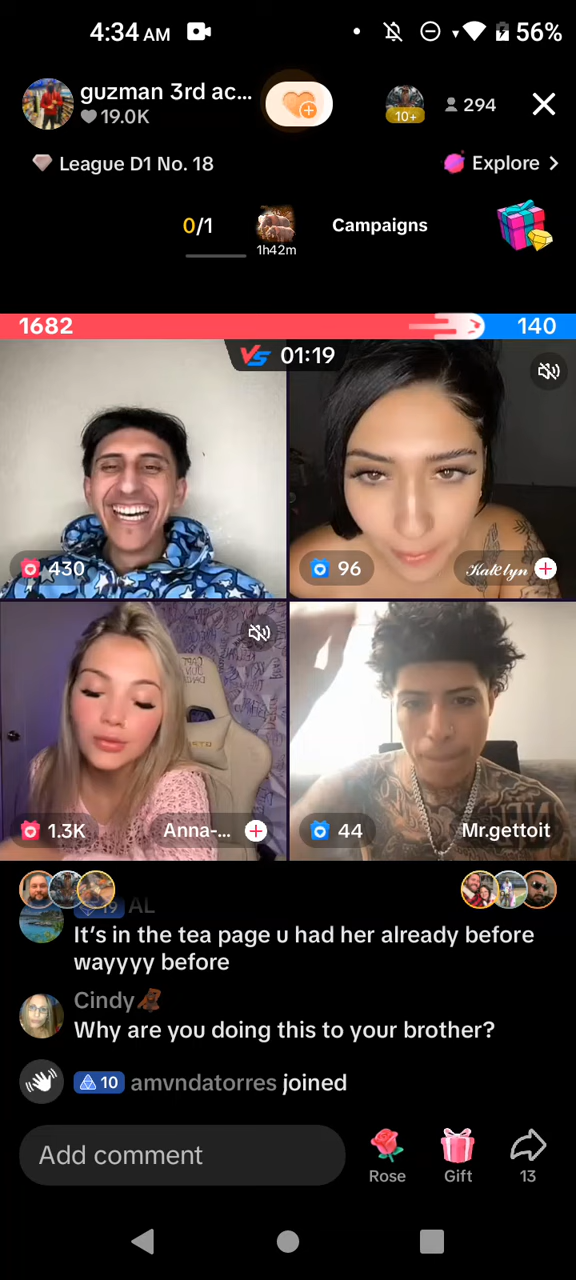 4:34 AM
56%
guzman 3rd ac...
19.0K
10+
294
League D1 No. 18
Explore >
0/1
1h42m
Campaigns
1682
140
VS 01:19
430
96
Katelyn
1.3K
Anna-...
44
Mr.gettoit
19 AL
It's in the tea page u had her already before
wayyyy before
Cindy
Why are you doing this to your brother?
10 amvndatorres joined
Add comment
Rose
Gift
13